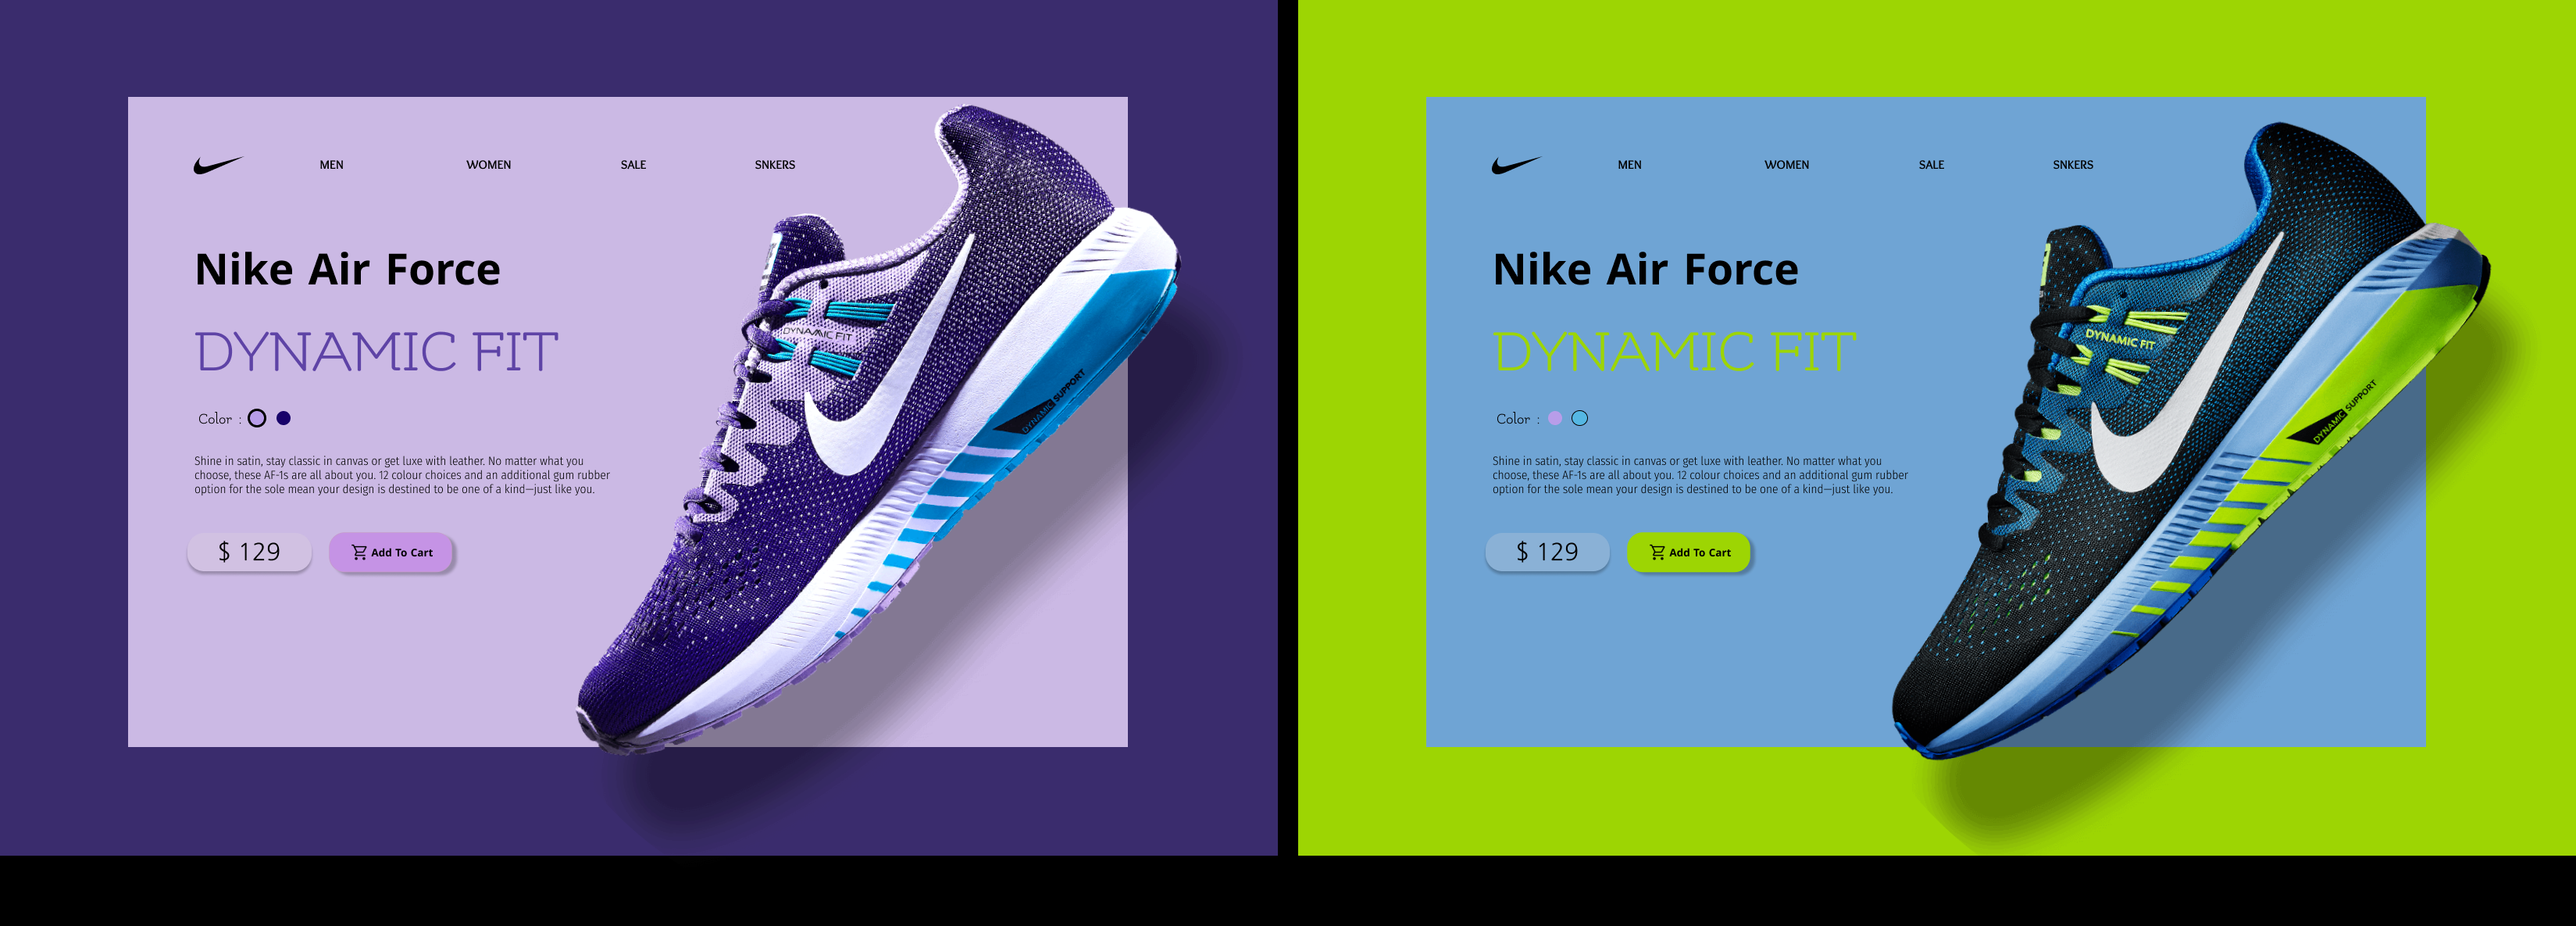 MEN WOMEN SALE SNKERS
Nike Air Force
DYNAMIC FIT
Color :
Shine in satin, stay classic in canvas or get luxe with leather. No matter what you
choose, these AF-1s are all about you. 12 colour choices and an additional gum rubber
option for the sole mean your design is destined to be one of a kind—just like you.
$ 129 Add To Cart
DYNAMIC FIT
DYNAMIC SUPPORT
MEN WOMEN SALE SNKERS
Nike Air Force
DYNAMIC FIT
Color :
Shine in satin, stay classic in canvas or get luxe with leather. No matter what you
choose, these AF-1s are all about you. 12 colour choices and an additional gum rubber
option for the sole mean your design is destined to be one of a kind—just like you.
$ 129 Add To Cart
DYNAMIC FIT
DYNAMIC SUPPORT